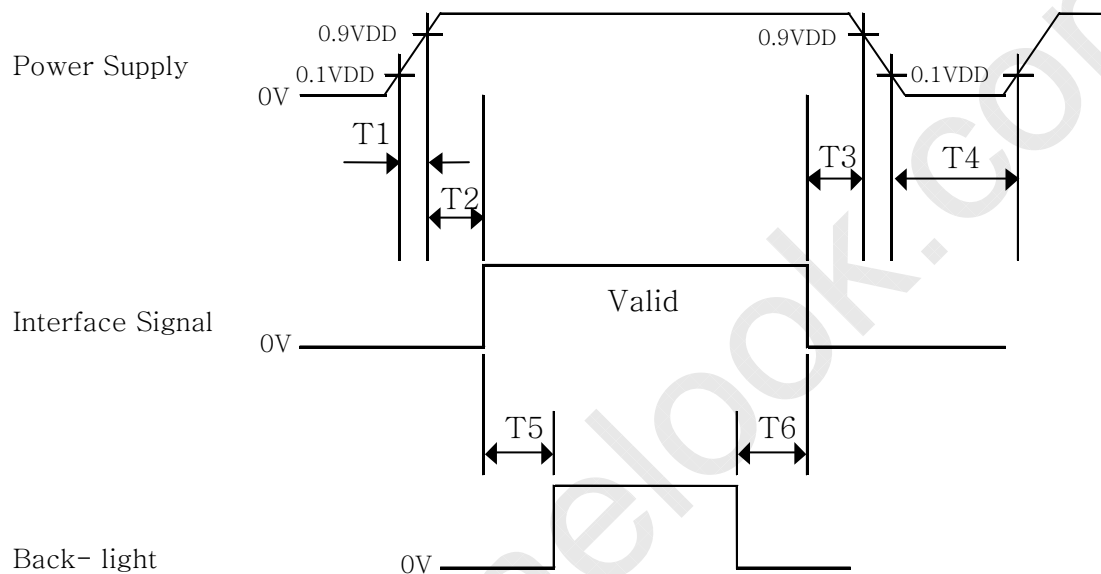 0.9VDD
0.9VDD
Power Supply
0.1VDD
0.1VDD
0V
T1
T3
T4
T2
Valid
Interface Signal
0V
T5
T6
Back- light
0V